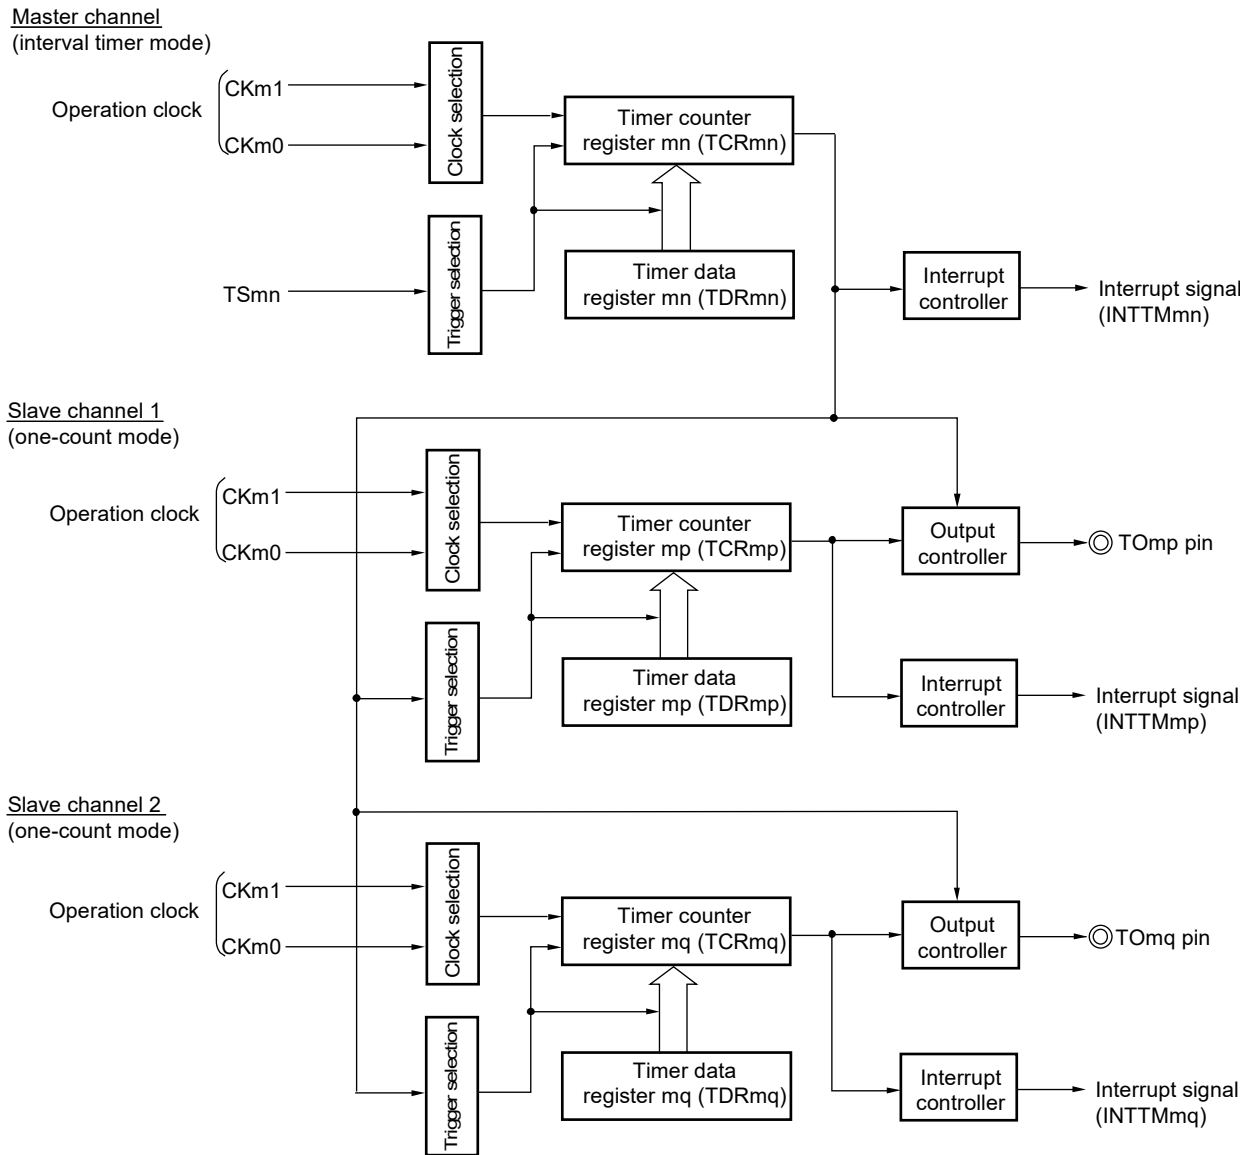 Master channel
(interval timer mode)
Operation clock
CKm1
CKm0
Clock selection
Timer counter
register mn (TCRmn)
TSmn
Trigger selection
Timer data
register mn (TDRmn)
Interrupt
controller
Interrupt signal
(INTTMmn)
Slave channel 1
(one-count mode)
Operation clock
CKm1
CKm0
Clock selection
Timer counter
register mp (TCRmp)
Output
controller
TOmp pin
Trigger selection
Timer data
register mp (TDRmp)
Interrupt
controller
Interrupt signal
(INTTMmp)
Slave channel 2
(one-count mode)
Operation clock
CKm1
CKm0
Clock selection
Timer counter
register mq (TCRmq)
Output
controller
TOmq pin
Trigger selection
Timer data
register mq (TDRmq)
Interrupt
controller
Interrupt signal
(INTTMmq)